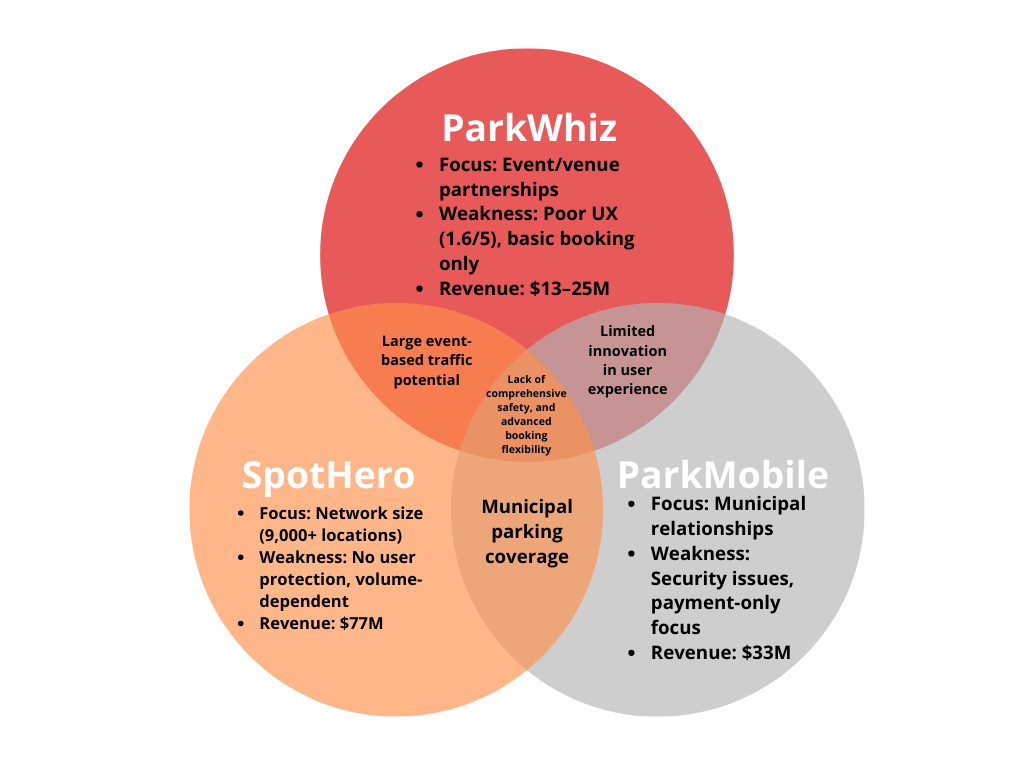 ParkWhiz
• Focus: Event/venue
partnerships
• Weakness: Poor UX
(1.6/5), basic booking
only
• Revenue: $13–25M
Large event-
based traffic
potential
Limited
innovation
in user
experience
Lack of
comprehensive
safety, and
advanced
booking
flexibility
SpotHero
• Focus: Network size
(9,000+ locations)
• Weakness: No user
protection, volume-
dependent
• Revenue: $77M
Municipal
parking
coverage
ParkMobile
• Focus: Municipal
relationships
• Weakness:
Security issues,
payment-only
focus
• Revenue: $33M